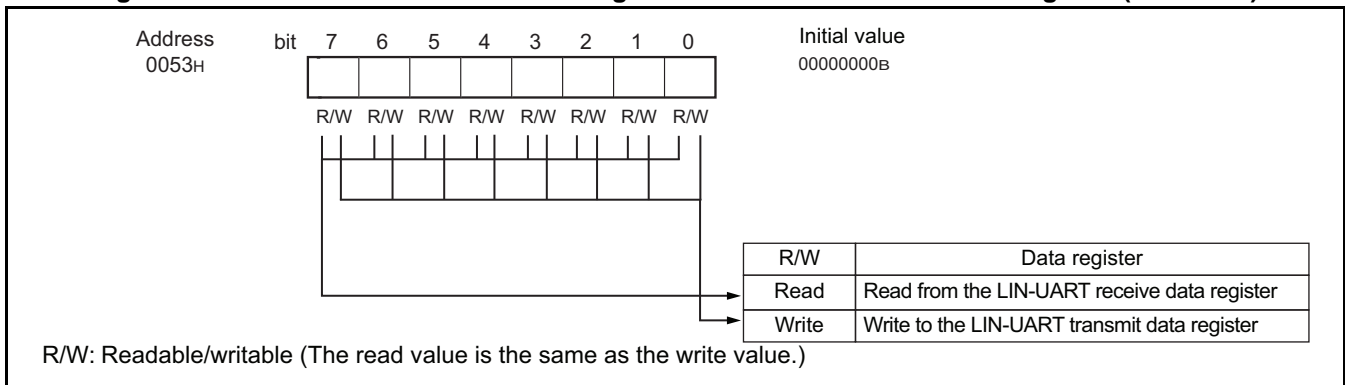 Address bit 7 6 5 4 3 2 1 0 Initial value
0053H 00000000B
R/W R/W R/W R/W R/W R/W R/W R/W
R/W Data register
Read Read from the LIN-UART receive data register
Write Write to the LIN-UART transmit data register
R/W: Readable/writable (The read value is the same as the write value.)